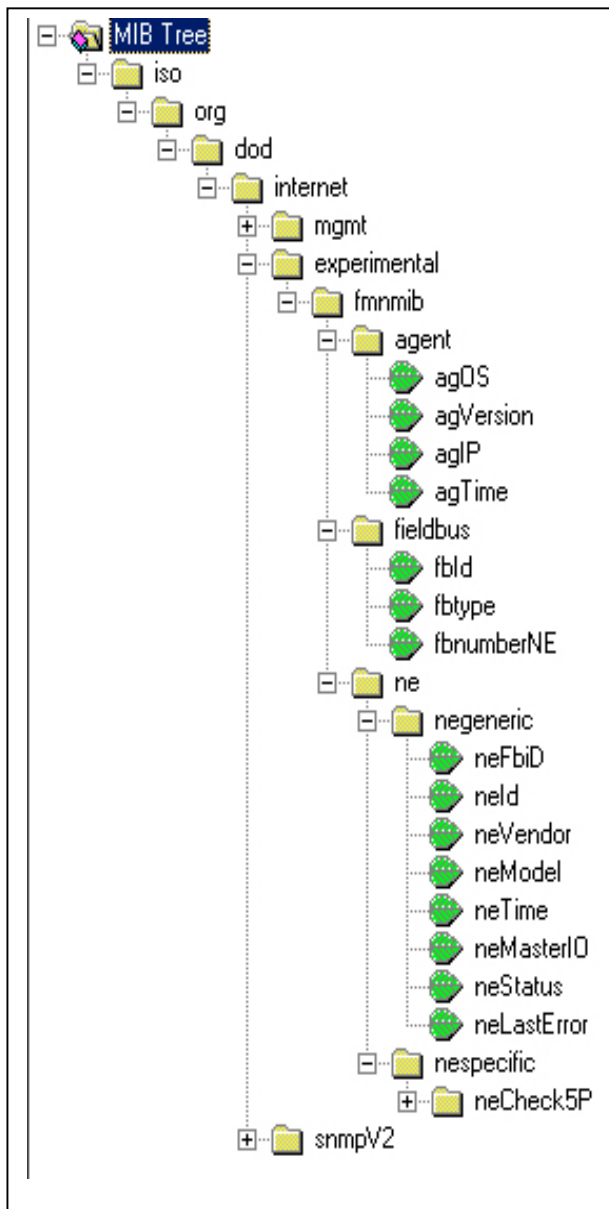 MIB Tree
iso
org
dod
internet
mgmt
experimental
fmnmib
agent
agOS
agVersion
agIP
agTime
fieldbus
fbId
fbtype
fbnumberNE
ne
negeneric
neFbiD
neId
neVendor
neModel
neTime
neMasterIO
neStatus
neLastError
nespecific
neCheck5P
snmpV2